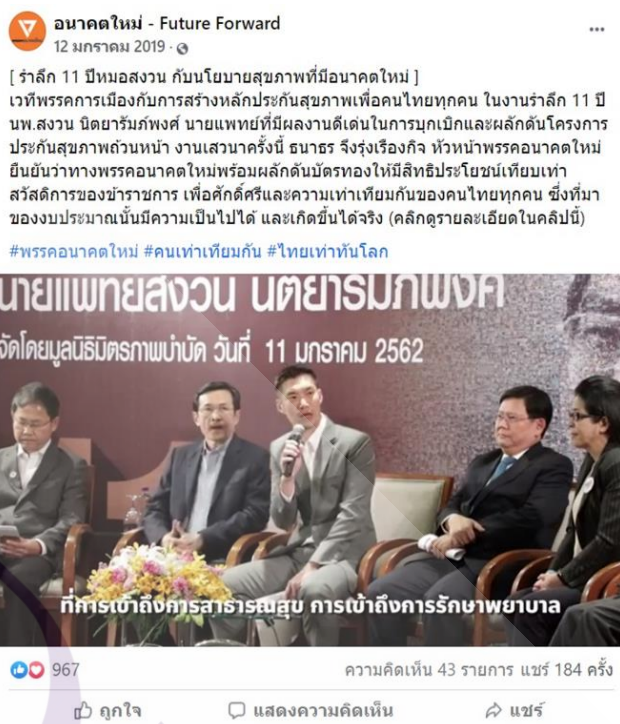 อนาคตใหม่ - Future Forward
12 มกราคม 2019
[ รำลึก 11 ปีหมอสงวน กับนโยบายสุขภาพที่มีอนาคตใหม่ ]
เวทีพรรคการเมืองกับการสร้างหลักประกันสุขภาพเพื่อคนไทยทุกคน ในงานรำลึก 11 ปี
นพ.สงวน นิตยารัมภ์พงศ์ นายแพทย์ที่มีผลงานดีเด่นในการบุกเบิกและผลักดันโครงการ
ประกันสุขภาพถ้วนหน้า งานเสวนาครั้งนี้ ธนาธร จึงรุ่งเรืองกิจ หัวหน้าพรรคอนาคตใหม่
ยืนยันว่าทางพรรคอนาคตใหม่พร้อมผลักดันบัตรทองให้มีสิทธิประโยชน์เทียบเท่า
สวัสดิการของข้าราชการ เพื่อศักดิ์ศรีและความเท่าเทียมกันของคนไทยทุกคน ซึ่งที่มา
ของงบประมาณนั้นมีความเป็นไปได้ และเกิดขึ้นได้จริง (คลิกดูรายละเอียดในคลิปนี้)
#พรรคอนาคตใหม่ #คนเท่าเทียมกัน #ไทยเท่าทันโลก
นายแพทย์สงวน นิตยารัมภ์พงศ์
จัดโดยมูลนิธิมิตรภาพบำบัด วันที่ 11 มกราคม 2562
ที่การเข้าถึงการสาธารณสุข การเข้าถึงการรักษาพยาบาล
967
ความคิดเห็น 43 รายการ แชร์ 184 ครั้ง
ถูกใจ
แสดงความคิดเห็น
แชร์